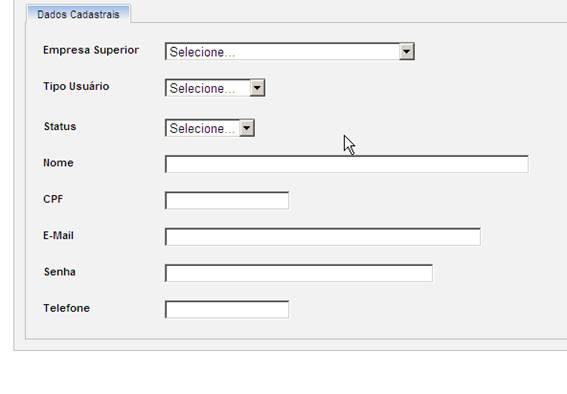 Dados Cadastrais
Empresa Superior Selecione...
Tipo Usuário Selecione...
Status Selecione...
Nome
CPF
E-Mail
Senha
Telefone